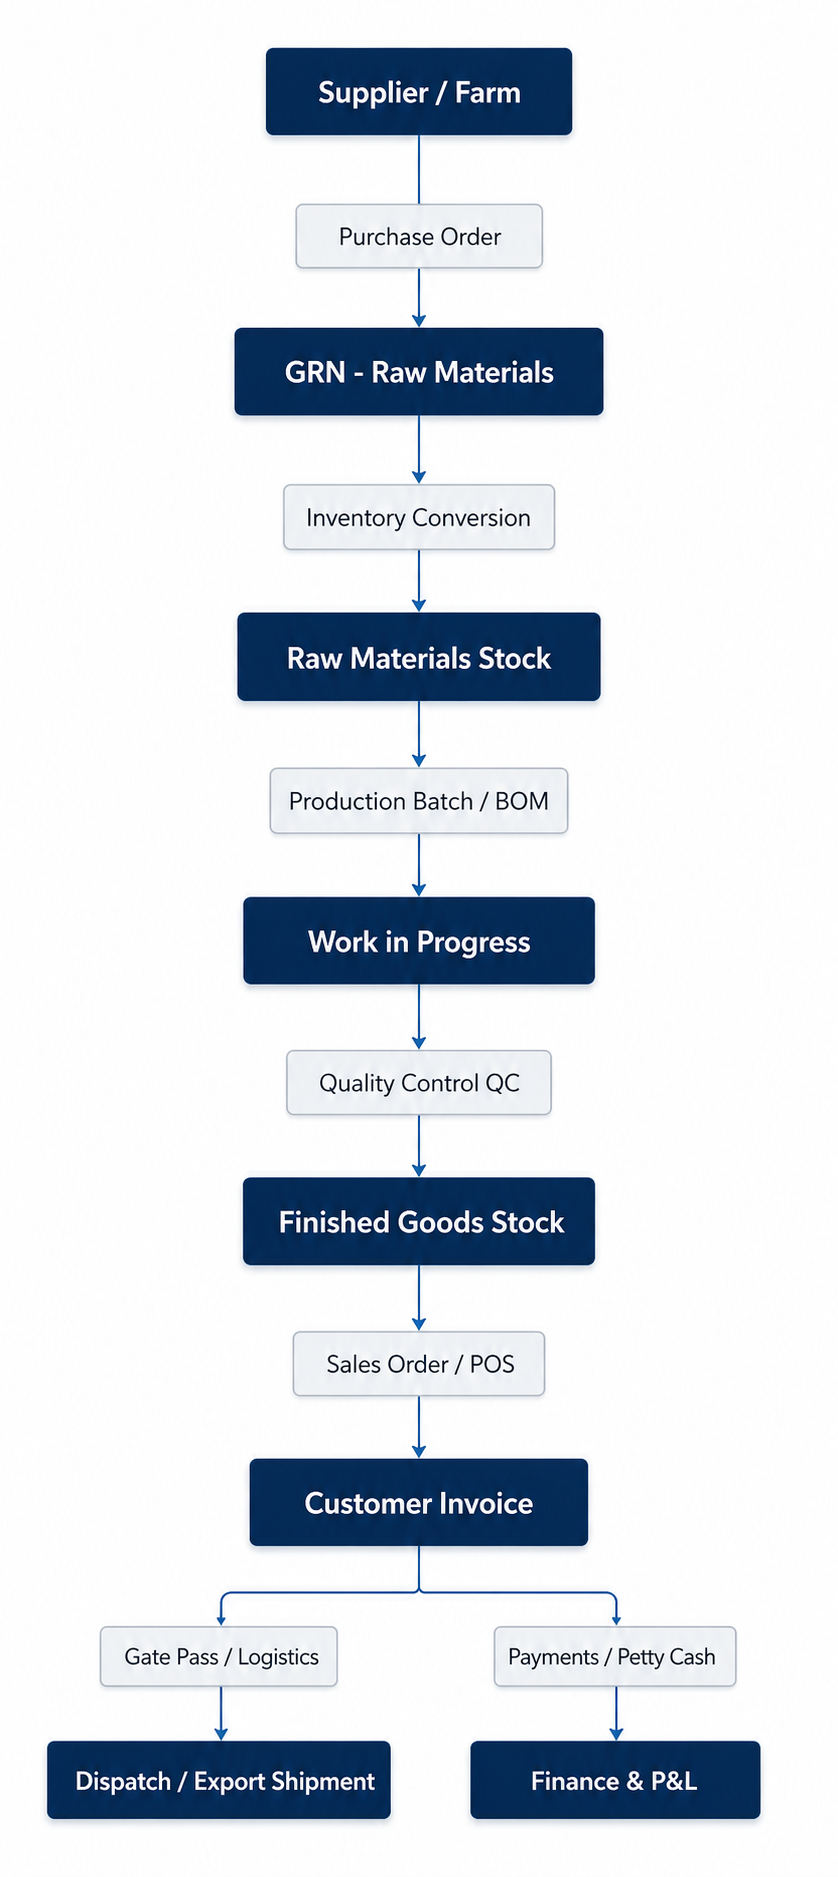 Supplier / Farm
Purchase Order
GRN - Raw Materials
Inventory Conversion
Raw Materials Stock
Production Batch / BOM
Work in Progress
Quality Control QC
Finished Goods Stock
Sales Order / POS
Customer Invoice
Gate Pass / Logistics
Payments / Petty Cash
Dispatch / Export Shipment
Finance & P&L